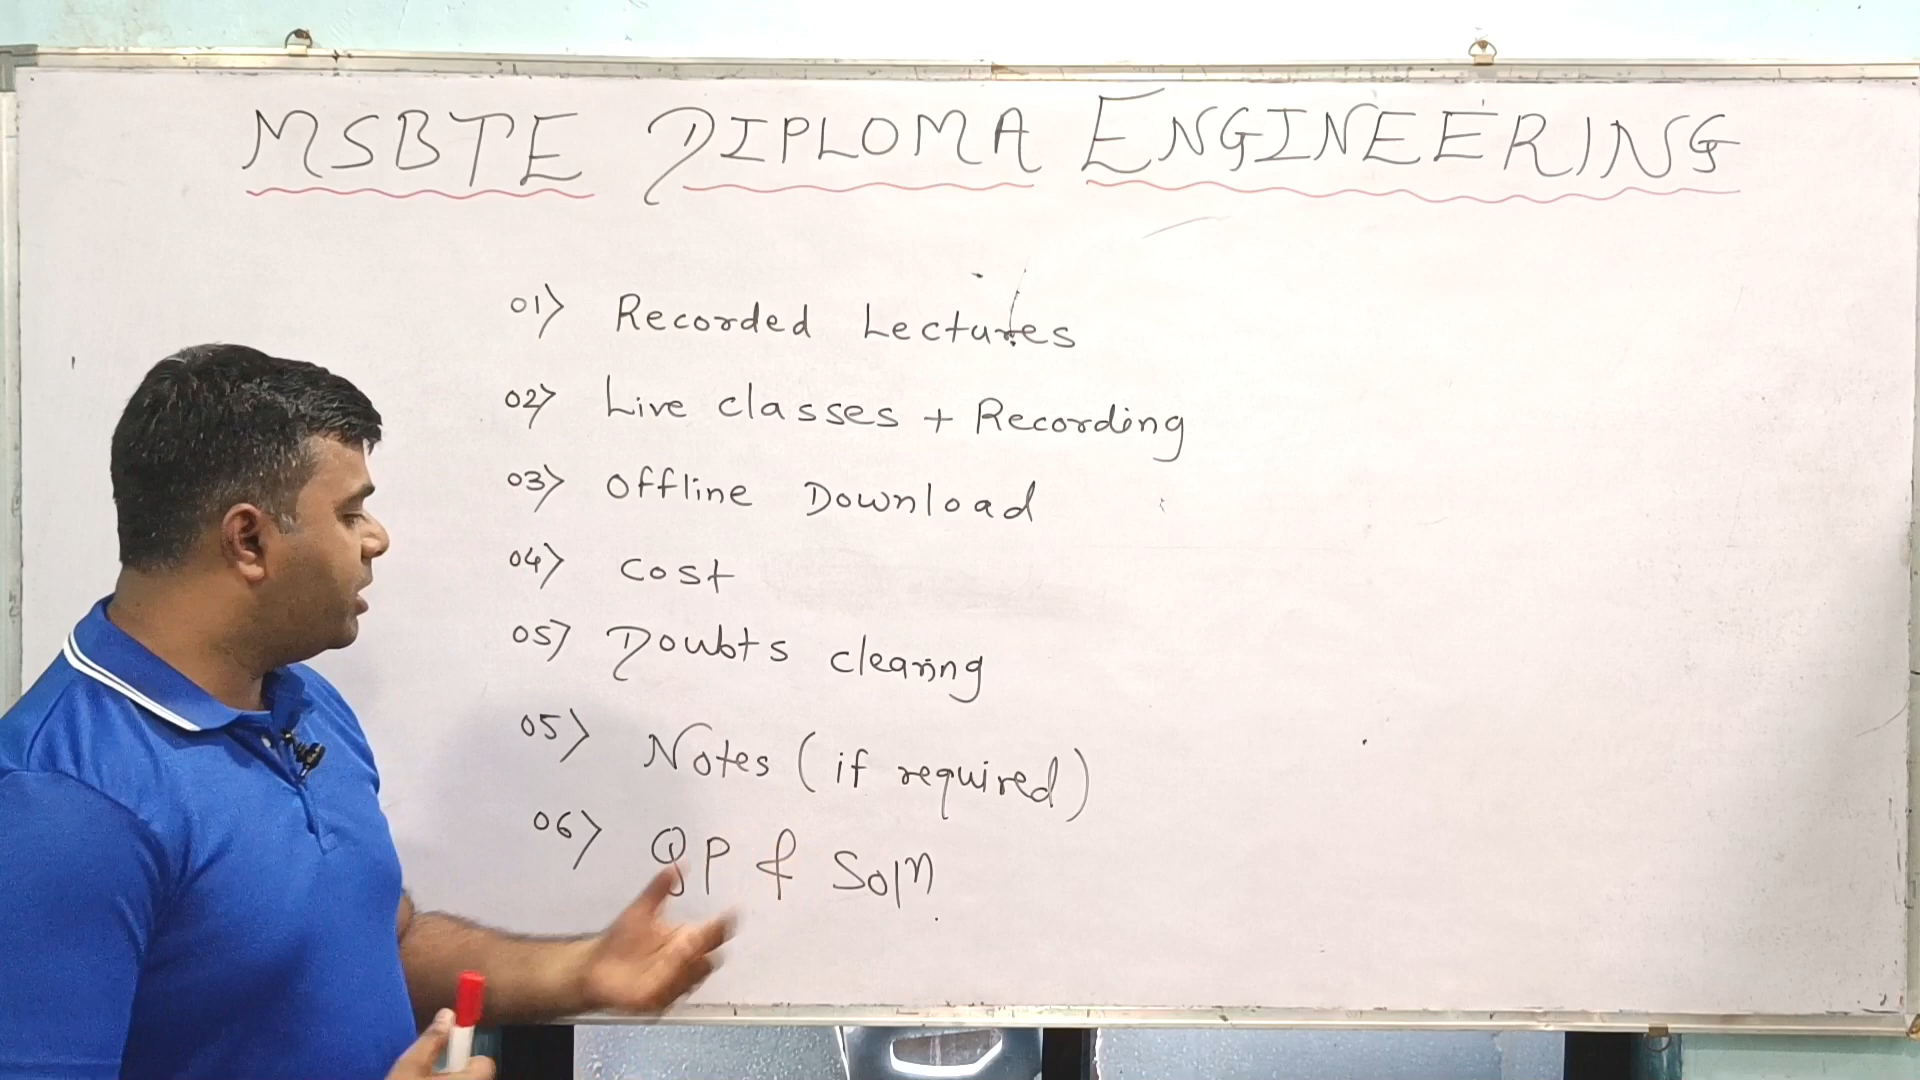 MSBTE DIPLOMA ENGINEERING
01) Recorded Lectures
02) Live classes + Recording
03) Offline Download
04) Cost
05) Doubts clearing
05) Notes (if required)
06) QP & Soln